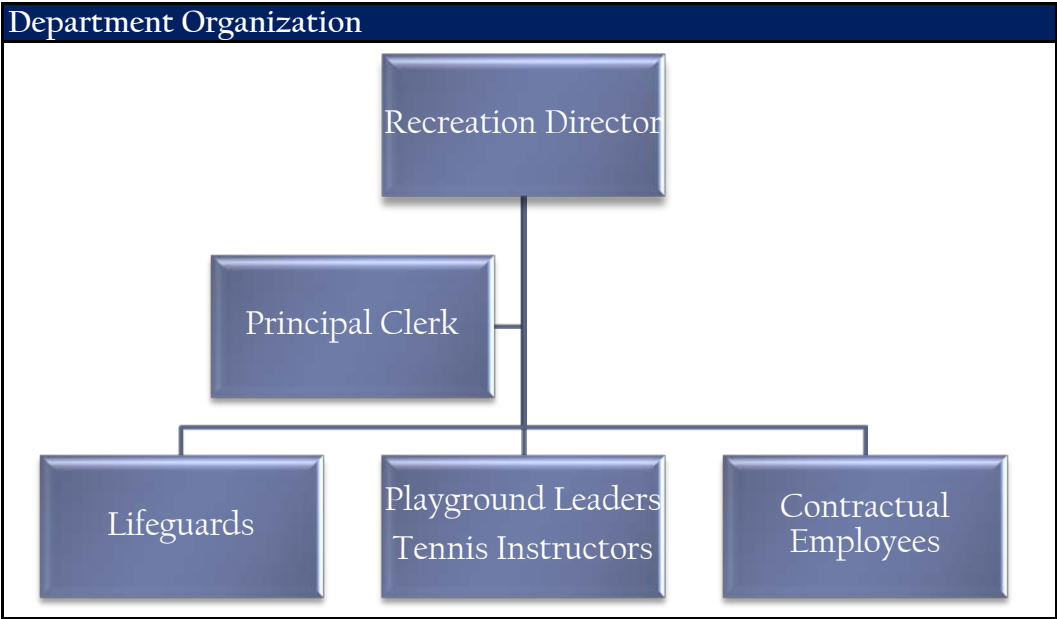 Department Organization
Recreation Director
Principal Clerk
Lifeguards
Playground Leaders
Tennis Instructors
Contractual
Employees